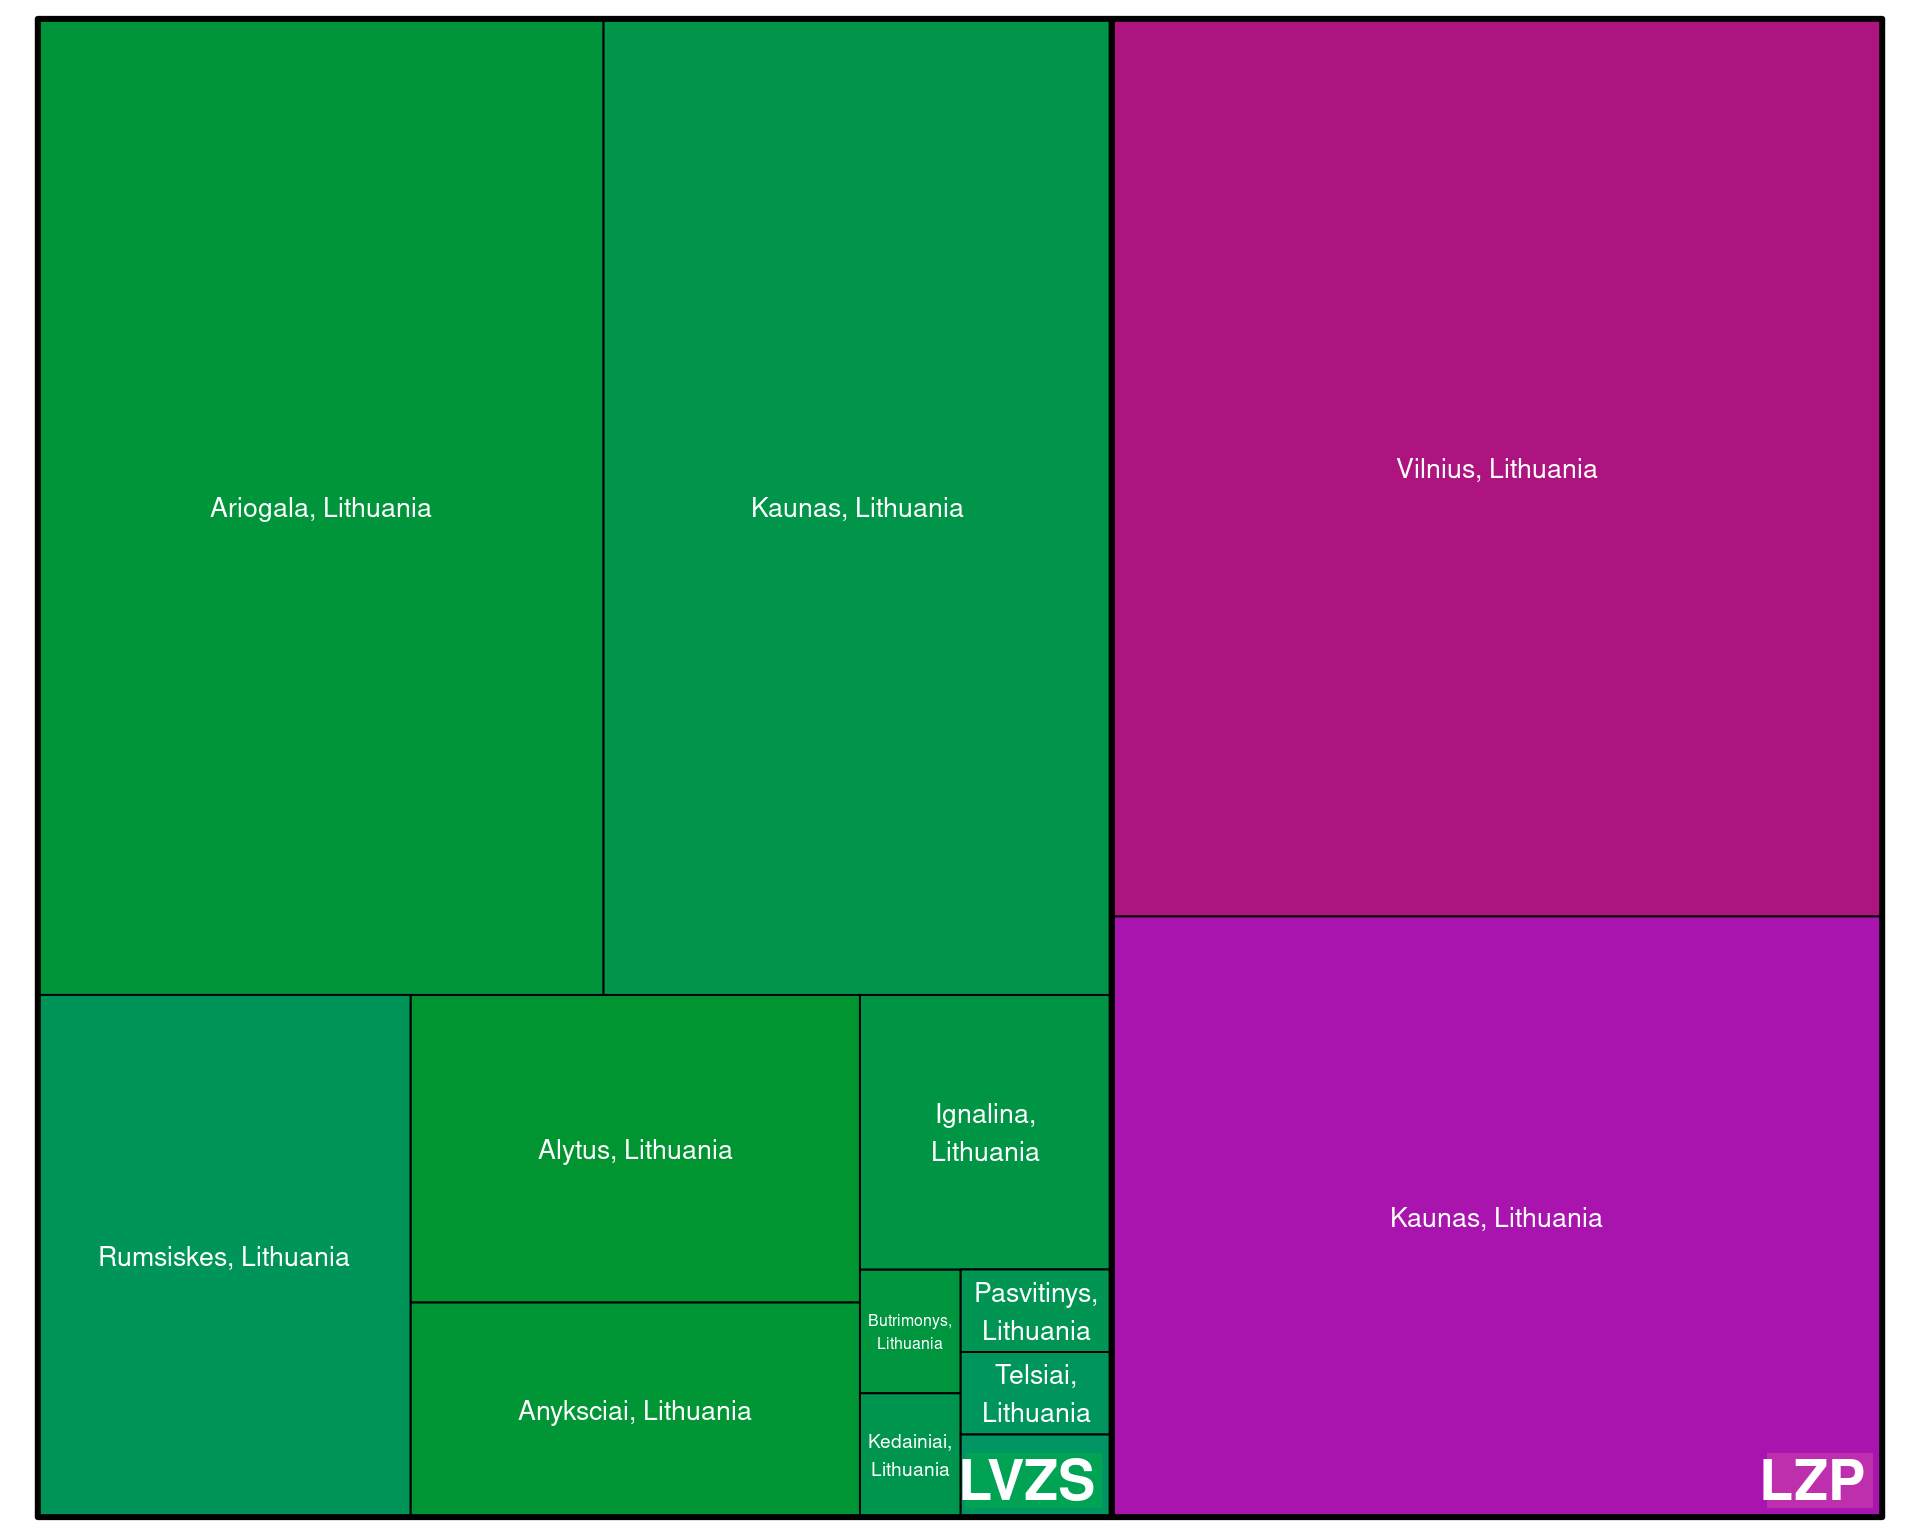 Ariogala, Lithuania
Kaunas, Lithuania
Vilnius, Lithuania
Rumsiskes, Lithuania
Alytus, Lithuania
Anyksciai, Lithuania
Ignalina,
Lithuania
Butrimonys,
Lithuania
Kedainiai,
Lithuania
Pasvitinys,
Lithuania
Telsiai,
Lithuania
LVZS
Kaunas, Lithuania
LZP